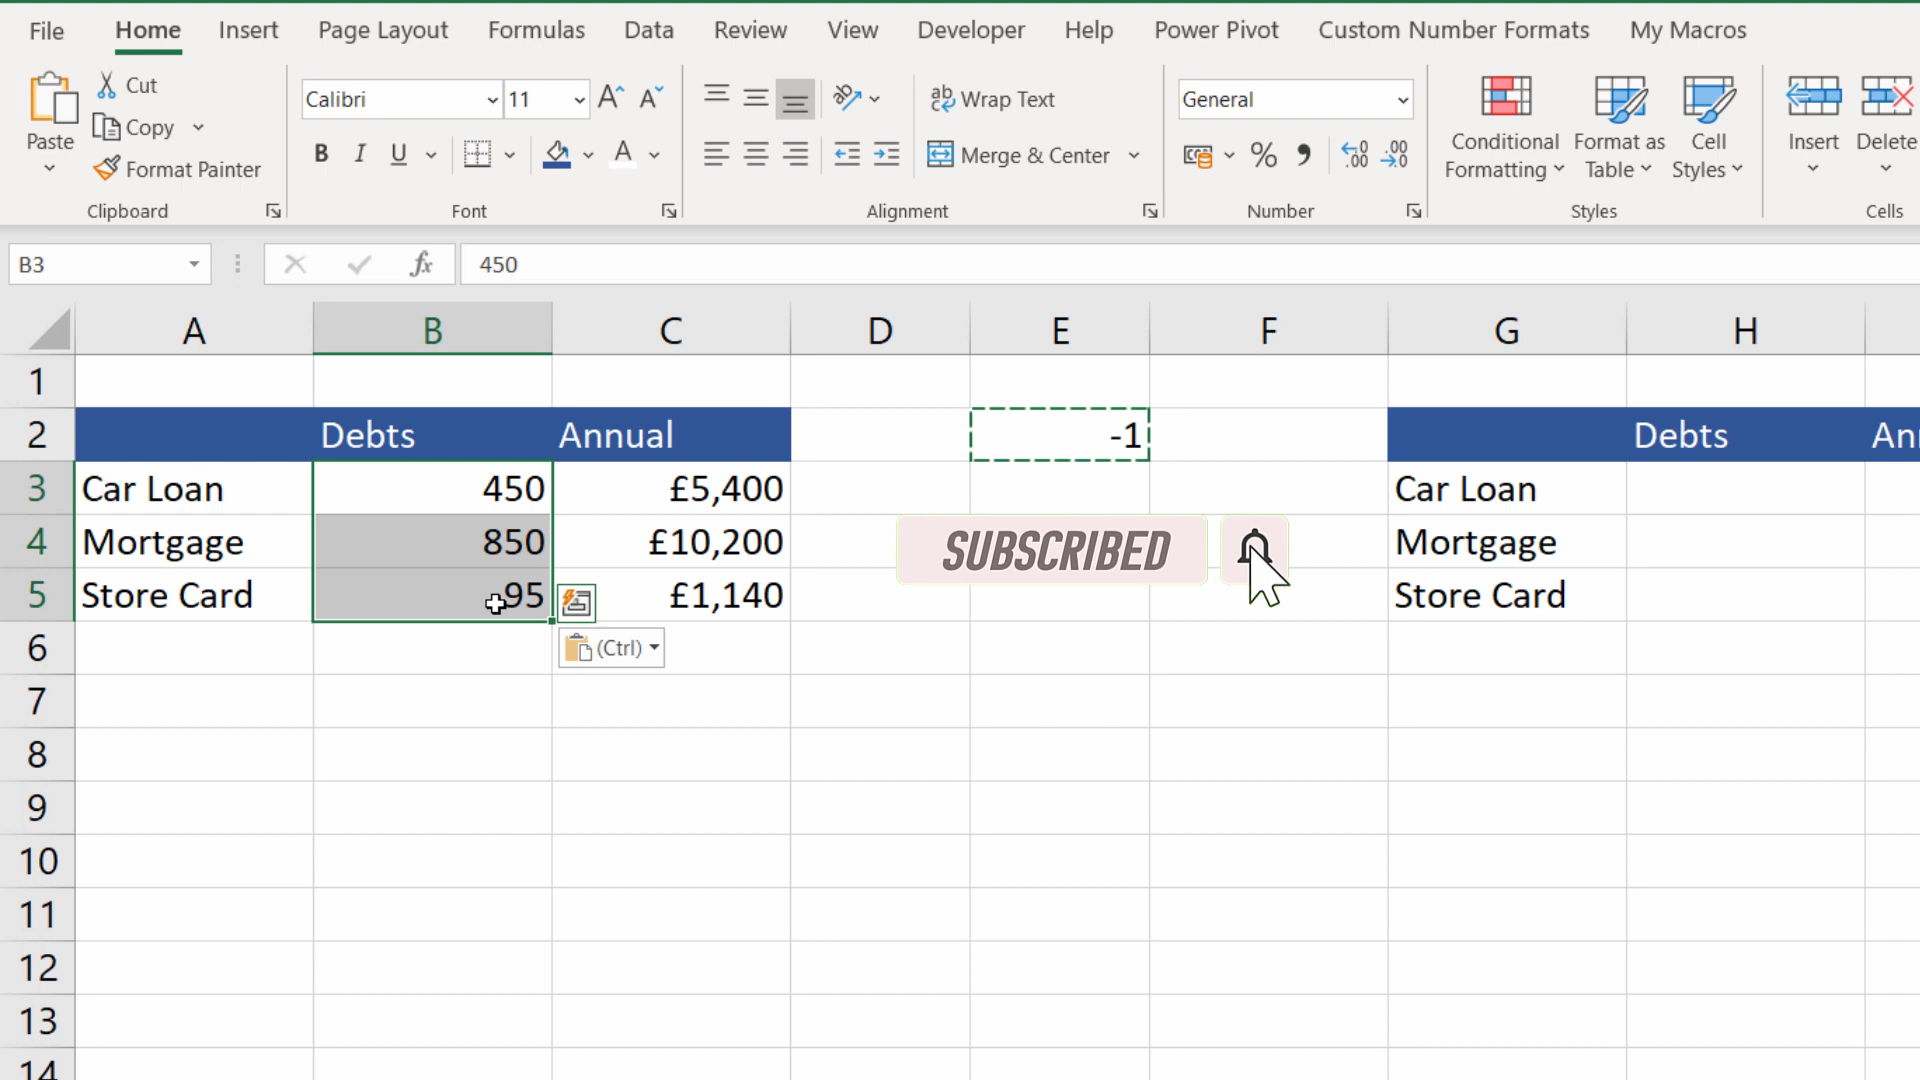 File Home Insert Page Layout Formulas Data Review View Developer Help Power Pivot Custom Number Formats My Macros
Cut
Copy
Format Painter
Paste
Clipboard
Calibri 11
B I U A
Font
ab Wrap Text
Merge & Center
Alignment
General
% .00 .00
Number
Conditional Formatting
Format as Table
Cell Styles
Styles
Insert Delete
Cells
B3 fx 450
A B C D E F G H
1
2 Debts Annual -1 Debts An
3 Car Loan 450 £5,400 Car Loan
4 Mortgage 850 £10,200 SUBSCRIBED Mortgage
5 Store Card 95 £1,140 Store Card
6 (Ctrl)
7
8
9
10
11
12
13
14